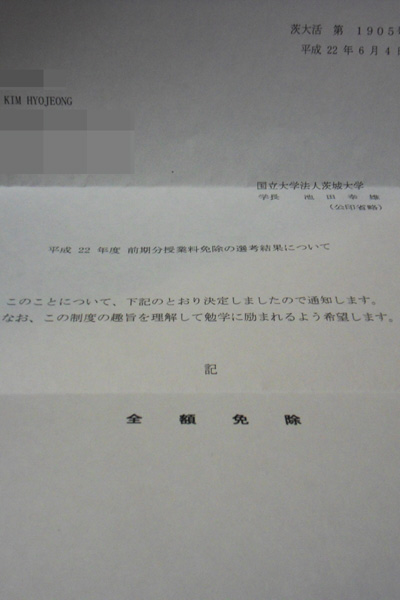 茨大活 第 1905
平成 22 年 6 月 4
KIM HYOJEONG
国立大学法人茨城大学
学長 池 田 幸 雄
(公印省略)
平成 22 年度 前期分授業料免除の選考結果について
このことについて、下記のとおり決定しましたので通知します。
なお、この制度の趣旨を理解して勉学に励まれるよう希望します。
記
全 額 免 除